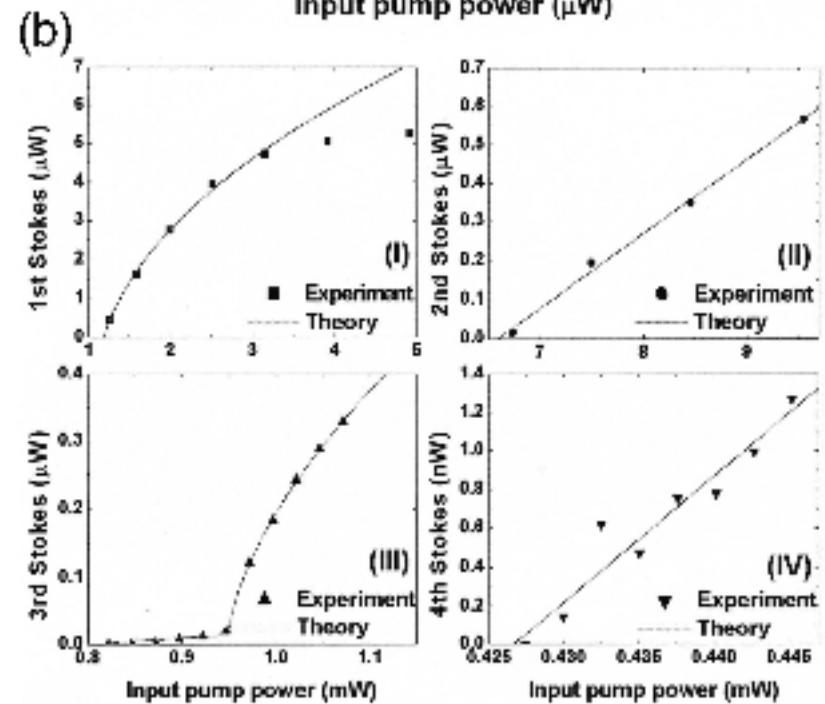 Input pump power (μW)
(b)
1st Stokes (μW)
7
6
5
4
3
2
1
0
(I)
Experiment
Theory
1 2 3 4 5
2nd Stokes (μW)
0.7
0.6
0.5
0.4
0.3
0.2
0.1
0.0
(II)
Experiment
Theory
7 8 9
3rd Stokes (μW)
0.4
0.3
0.2
0.1
0.0
(III)
Experiment
Theory
0.8 0.9 1.0 1.1
Input pump power (mW)
4th Stokes (nW)
1.4
1.2
1.0
0.8
0.6
0.4
0.2
0.0
(IV)
Experiment
Theory
0.425 0.430 0.435 0.440 0.445
Input pump power (mW)